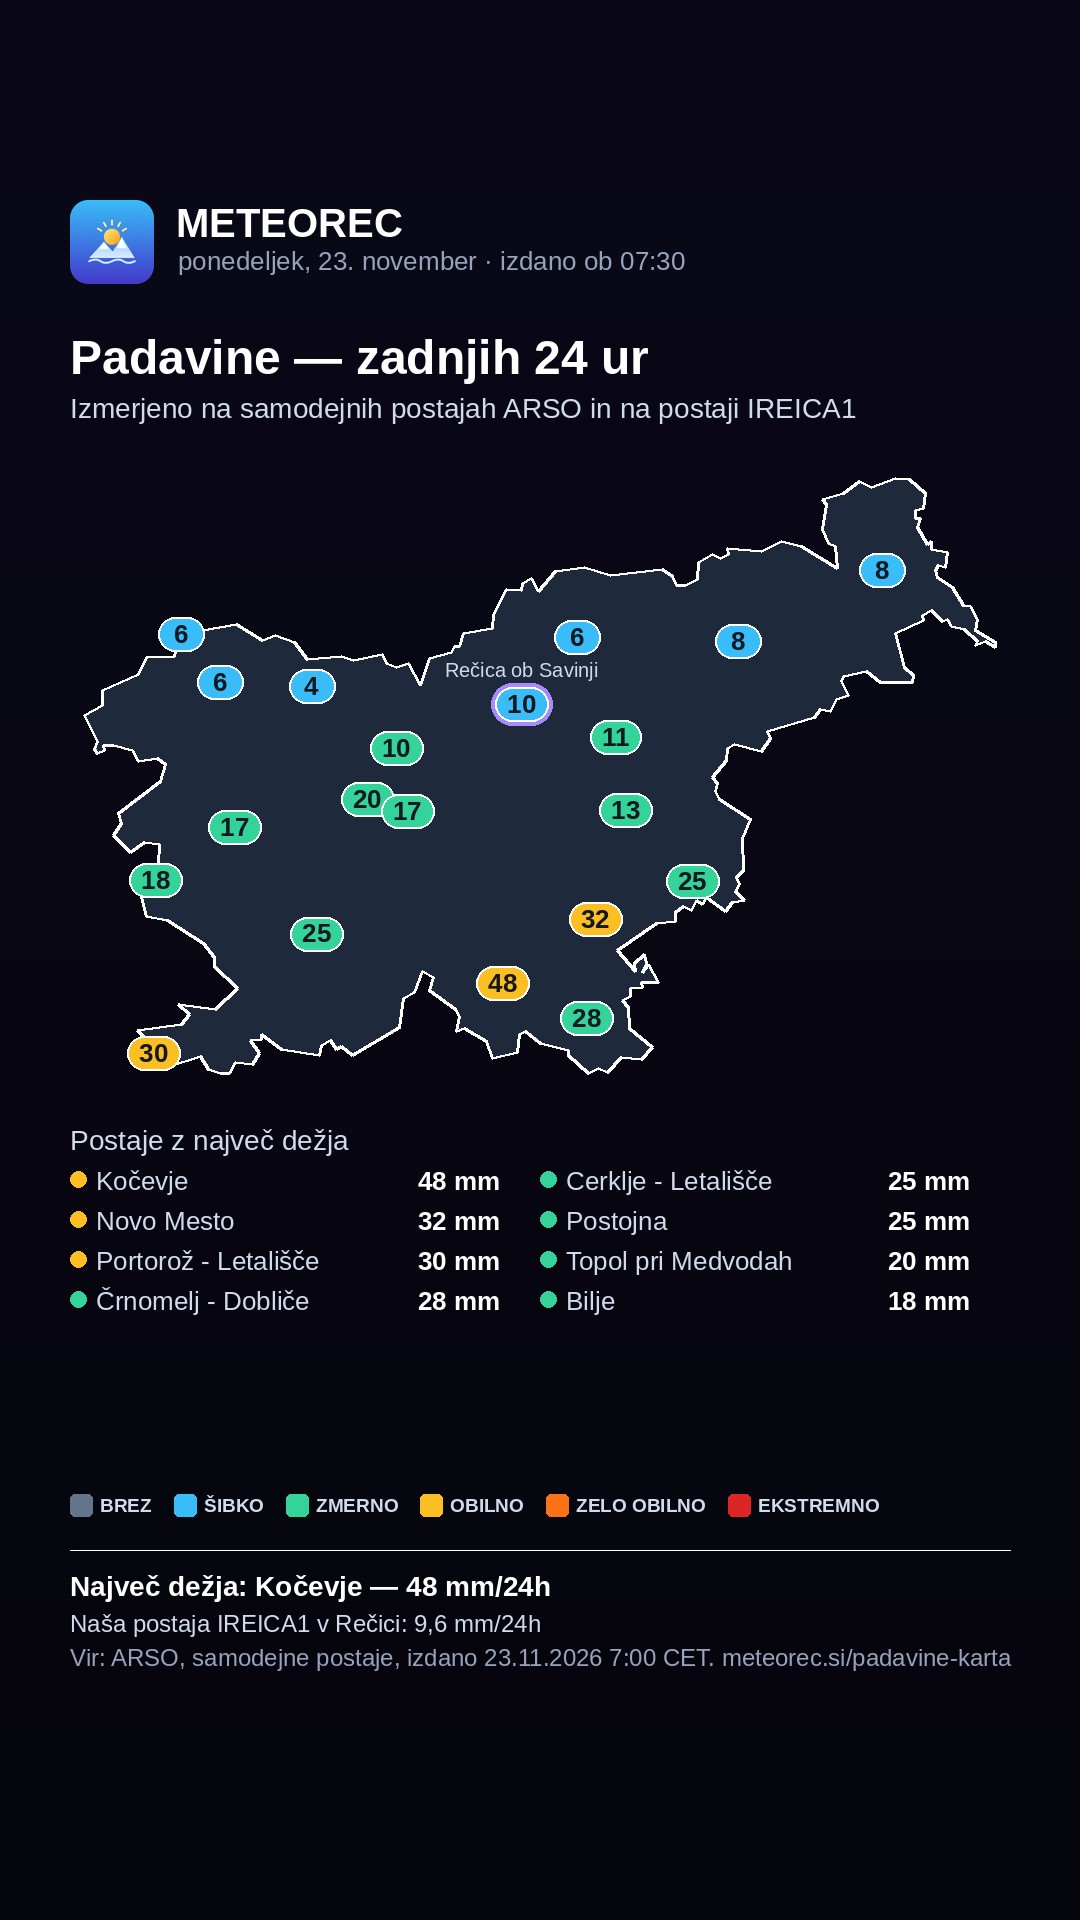 METEOREC
ponedeljek, 23. november · izdano ob 07:30
Padavine — zadnjih 24 ur
Izmerjeno na samodejnih postajah ARSO in na postaji IREICA1
8
6
6
8
Rečica ob Savinji
6
4
10
10
11
20
17
13
17
18
25
32
25
48
28
30
Postaje z največ dežja
Kočevje 48 mm Cerklje - Letališče 25 mm
Novo Mesto 32 mm Postojna 25 mm
Portorož - Letališče 30 mm Topol pri Medvodah 20 mm
Črnomelj - Dobliče 28 mm Bilje 18 mm
BREZ ŠIBKO ZMERNO OBILNO ZELO OBILNO EKSTREMNO
Največ dežja: Kočevje — 48 mm/24h
Naša postaja IREICA1 v Rečici: 9,6 mm/24h
Vir: ARSO, samodejne postaje, izdano 23.11.2026 7:00 CET. meteorec.si/padavine-karta